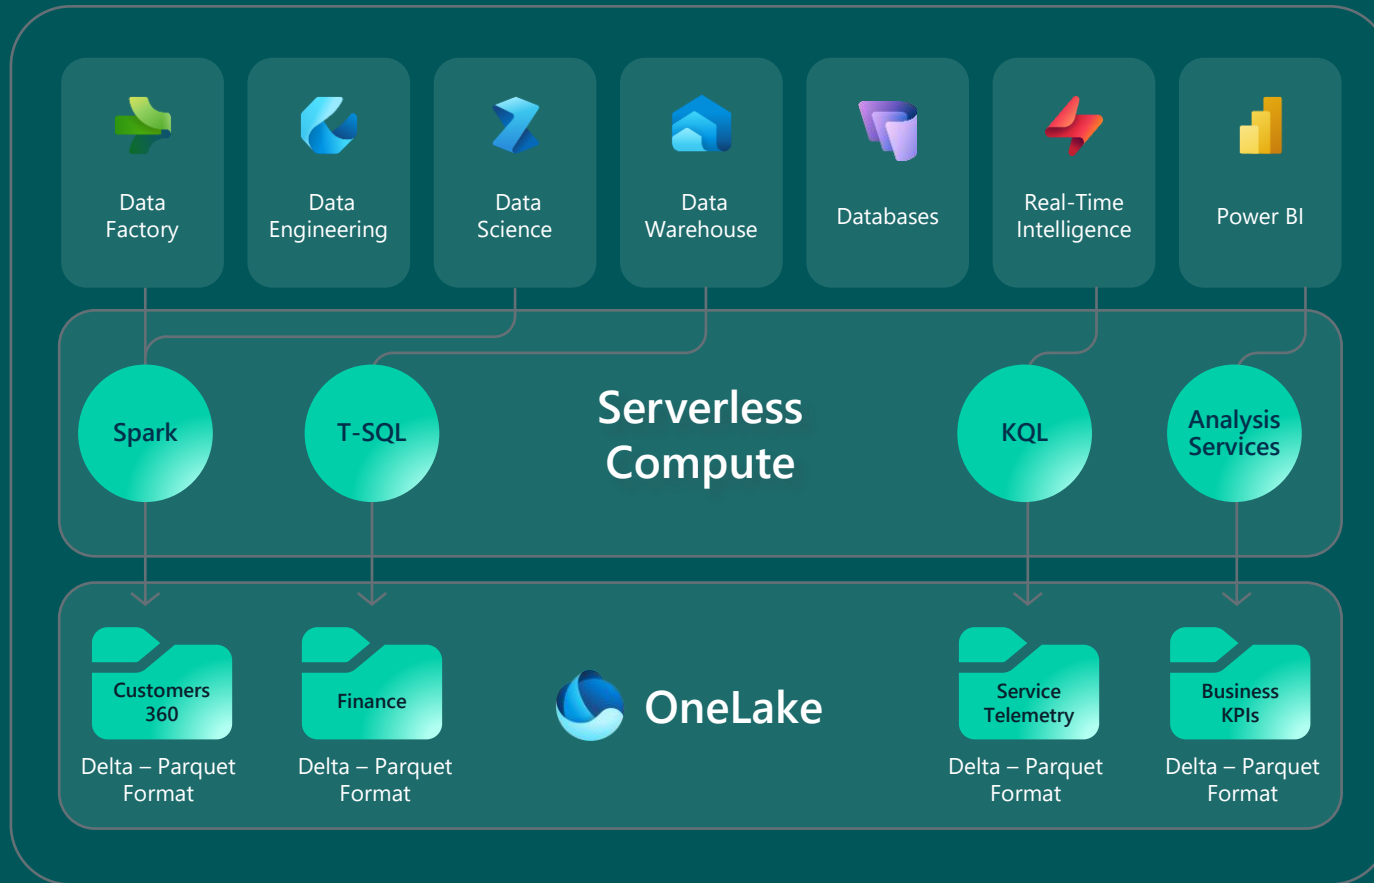 Data
Factory
Data
Engineering
Data
Science
Data
Warehouse
Databases
Real-Time
Intelligence
Power BI
Spark
T-SQL
Serverless
Compute
KQL
Analysis
Services
Customers
360
Finance
OneLake
Service
Telemetry
Business
KPIs
Delta – Parquet
Format
Delta – Parquet
Format
Delta – Parquet
Format
Delta – Parquet
Format